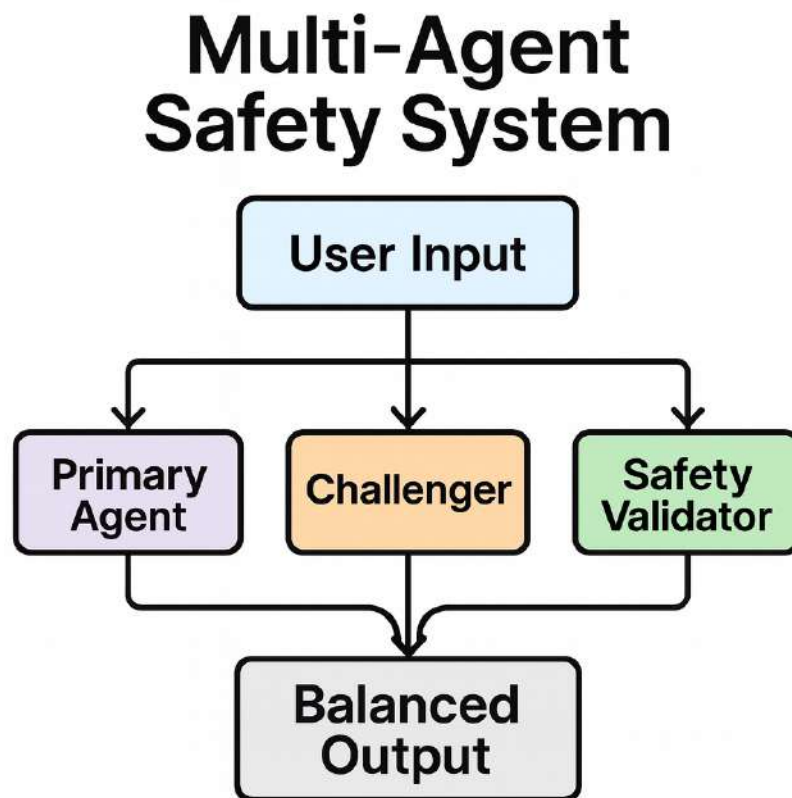 Multi-Agent
Safety System
User Input
Primary
Agent
Challenger
Safety
Validator
Balanced
Output